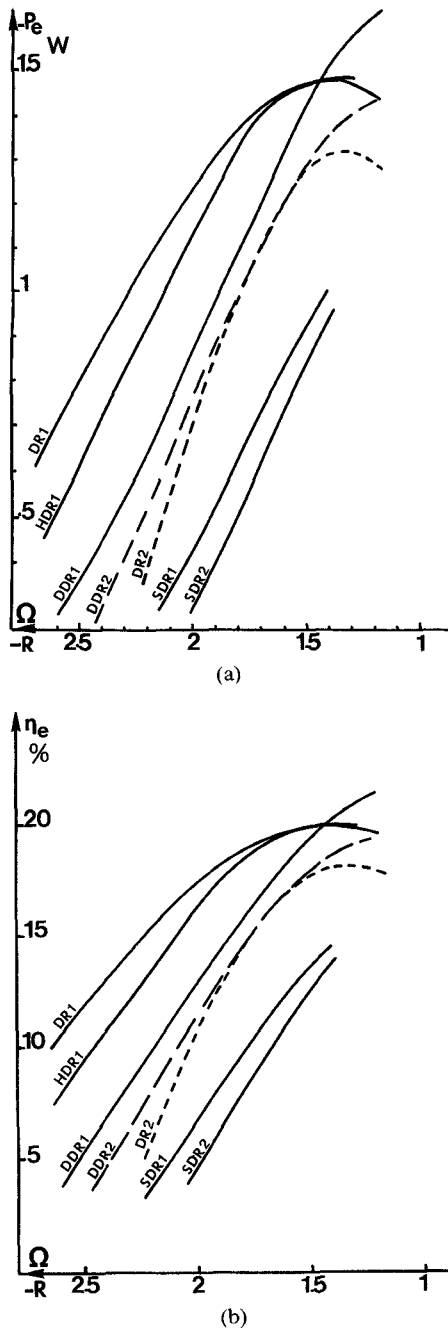 -Pe W
1.5
1
.5
DR1
HDR1
DDR1
DDR2
DR2
SDR1
SDR2
Ω
-R
2.5
2
1.5
1
(a)
ηe
%
20
15
10
5
DR1
HDR1
DDR1
DDR2
DR2
SDR1
SDR2
Ω
-R
2.5
2
1.5
1
(b)